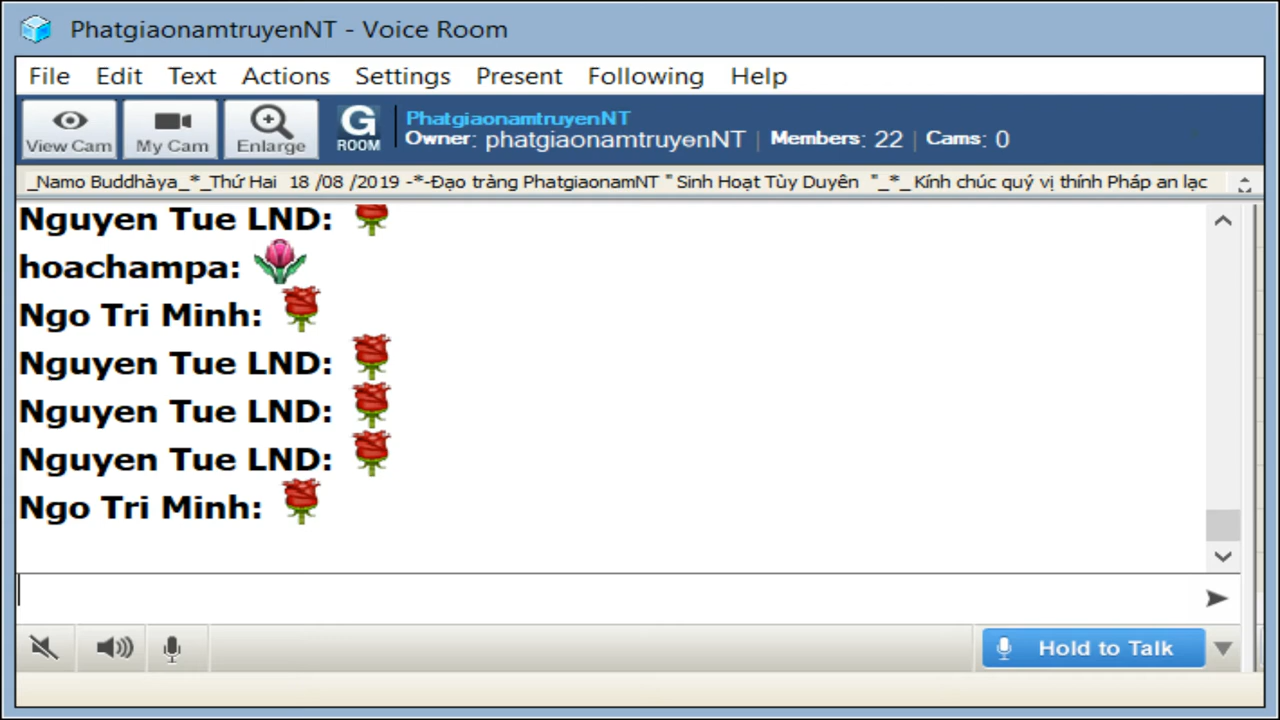 PhatgiaonamtruyenNT - Voice Room
File Edit Text Actions Settings Present Following Help
View Cam My Cam Enlarge G ROOM
PhatgiaonamtruyenNT
Owner: phatgiaonamtruyenNT | Members: 22 | Cams: 0
_Namo Buddhàya_*_Thứ Hai 18 /08 /2019 -*-Đạo tràng PhatgiaonamNT " Sinh Hoạt Tùy Duyên "_*_ Kính chúc quý vị thính Pháp an lạc
Nguyen Tue LND:
hoachampa:
Ngo Tri Minh:
Nguyen Tue LND:
Nguyen Tue LND:
Nguyen Tue LND:
Ngo Tri Minh:
Hold to Talk